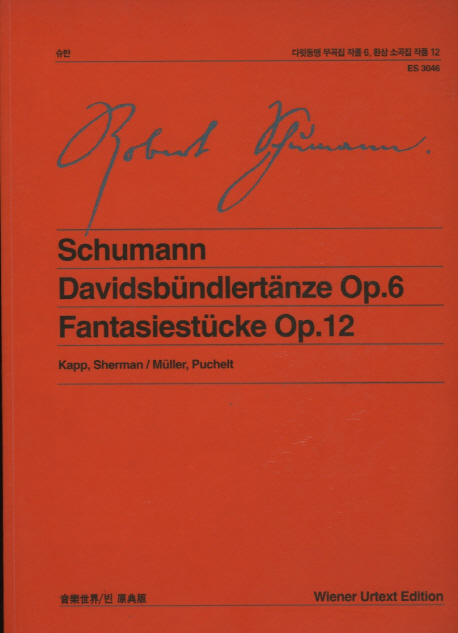 슈만
다윗동맹 무곡집 작품 6, 환상 소곡집 작품 12
ES 3046
Robert Schumann.
Schumann
Davidsbündlertänze Op.6
Fantasiestücke Op.12
Kapp, Sherman / Müller, Puchelt
音樂世界/빈 原典版
Wiener Urtext Edition